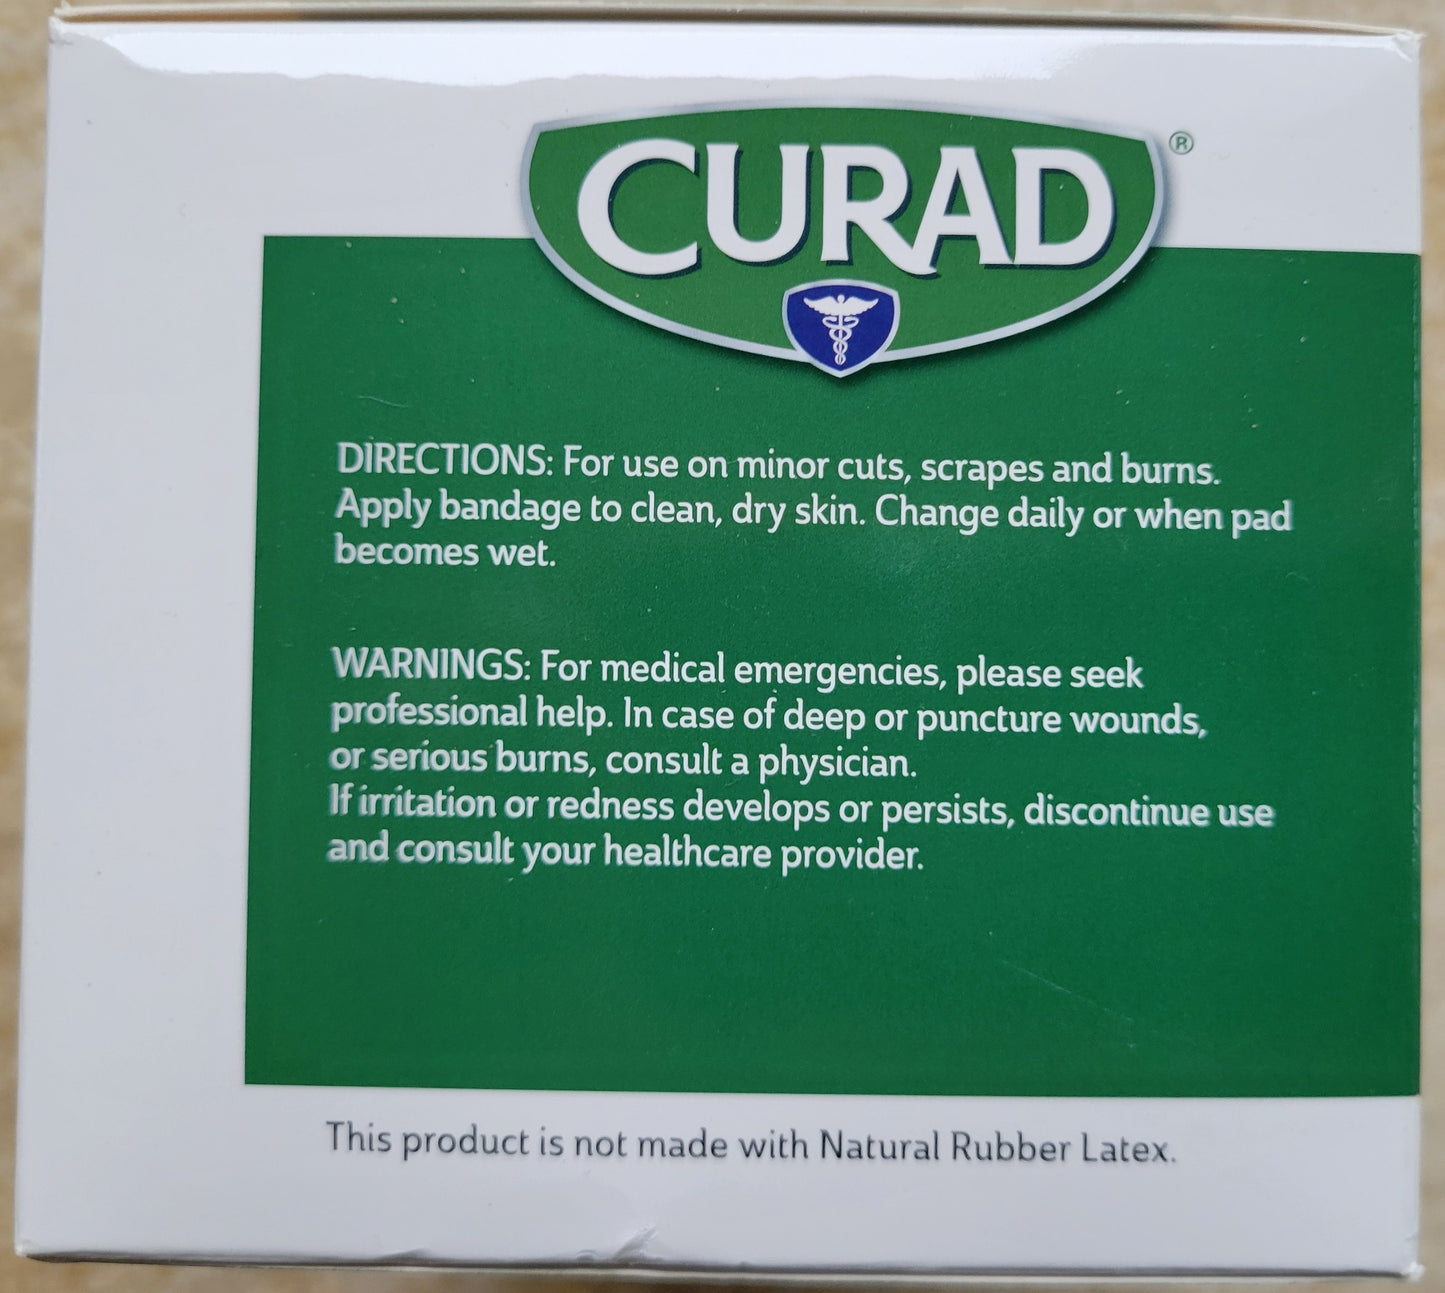 CURAD®
DIRECTIONS: For use on minor cuts, scrapes and burns.
Apply bandage to clean, dry skin. Change daily or when pad
becomes wet.
WARNINGS: For medical emergencies, please seek
professional help. In case of deep or puncture wounds,
or serious burns, consult a physician.
If irritation or redness develops or persists, discontinue use
and consult your healthcare provider.
This product is not made with Natural Rubber Latex.